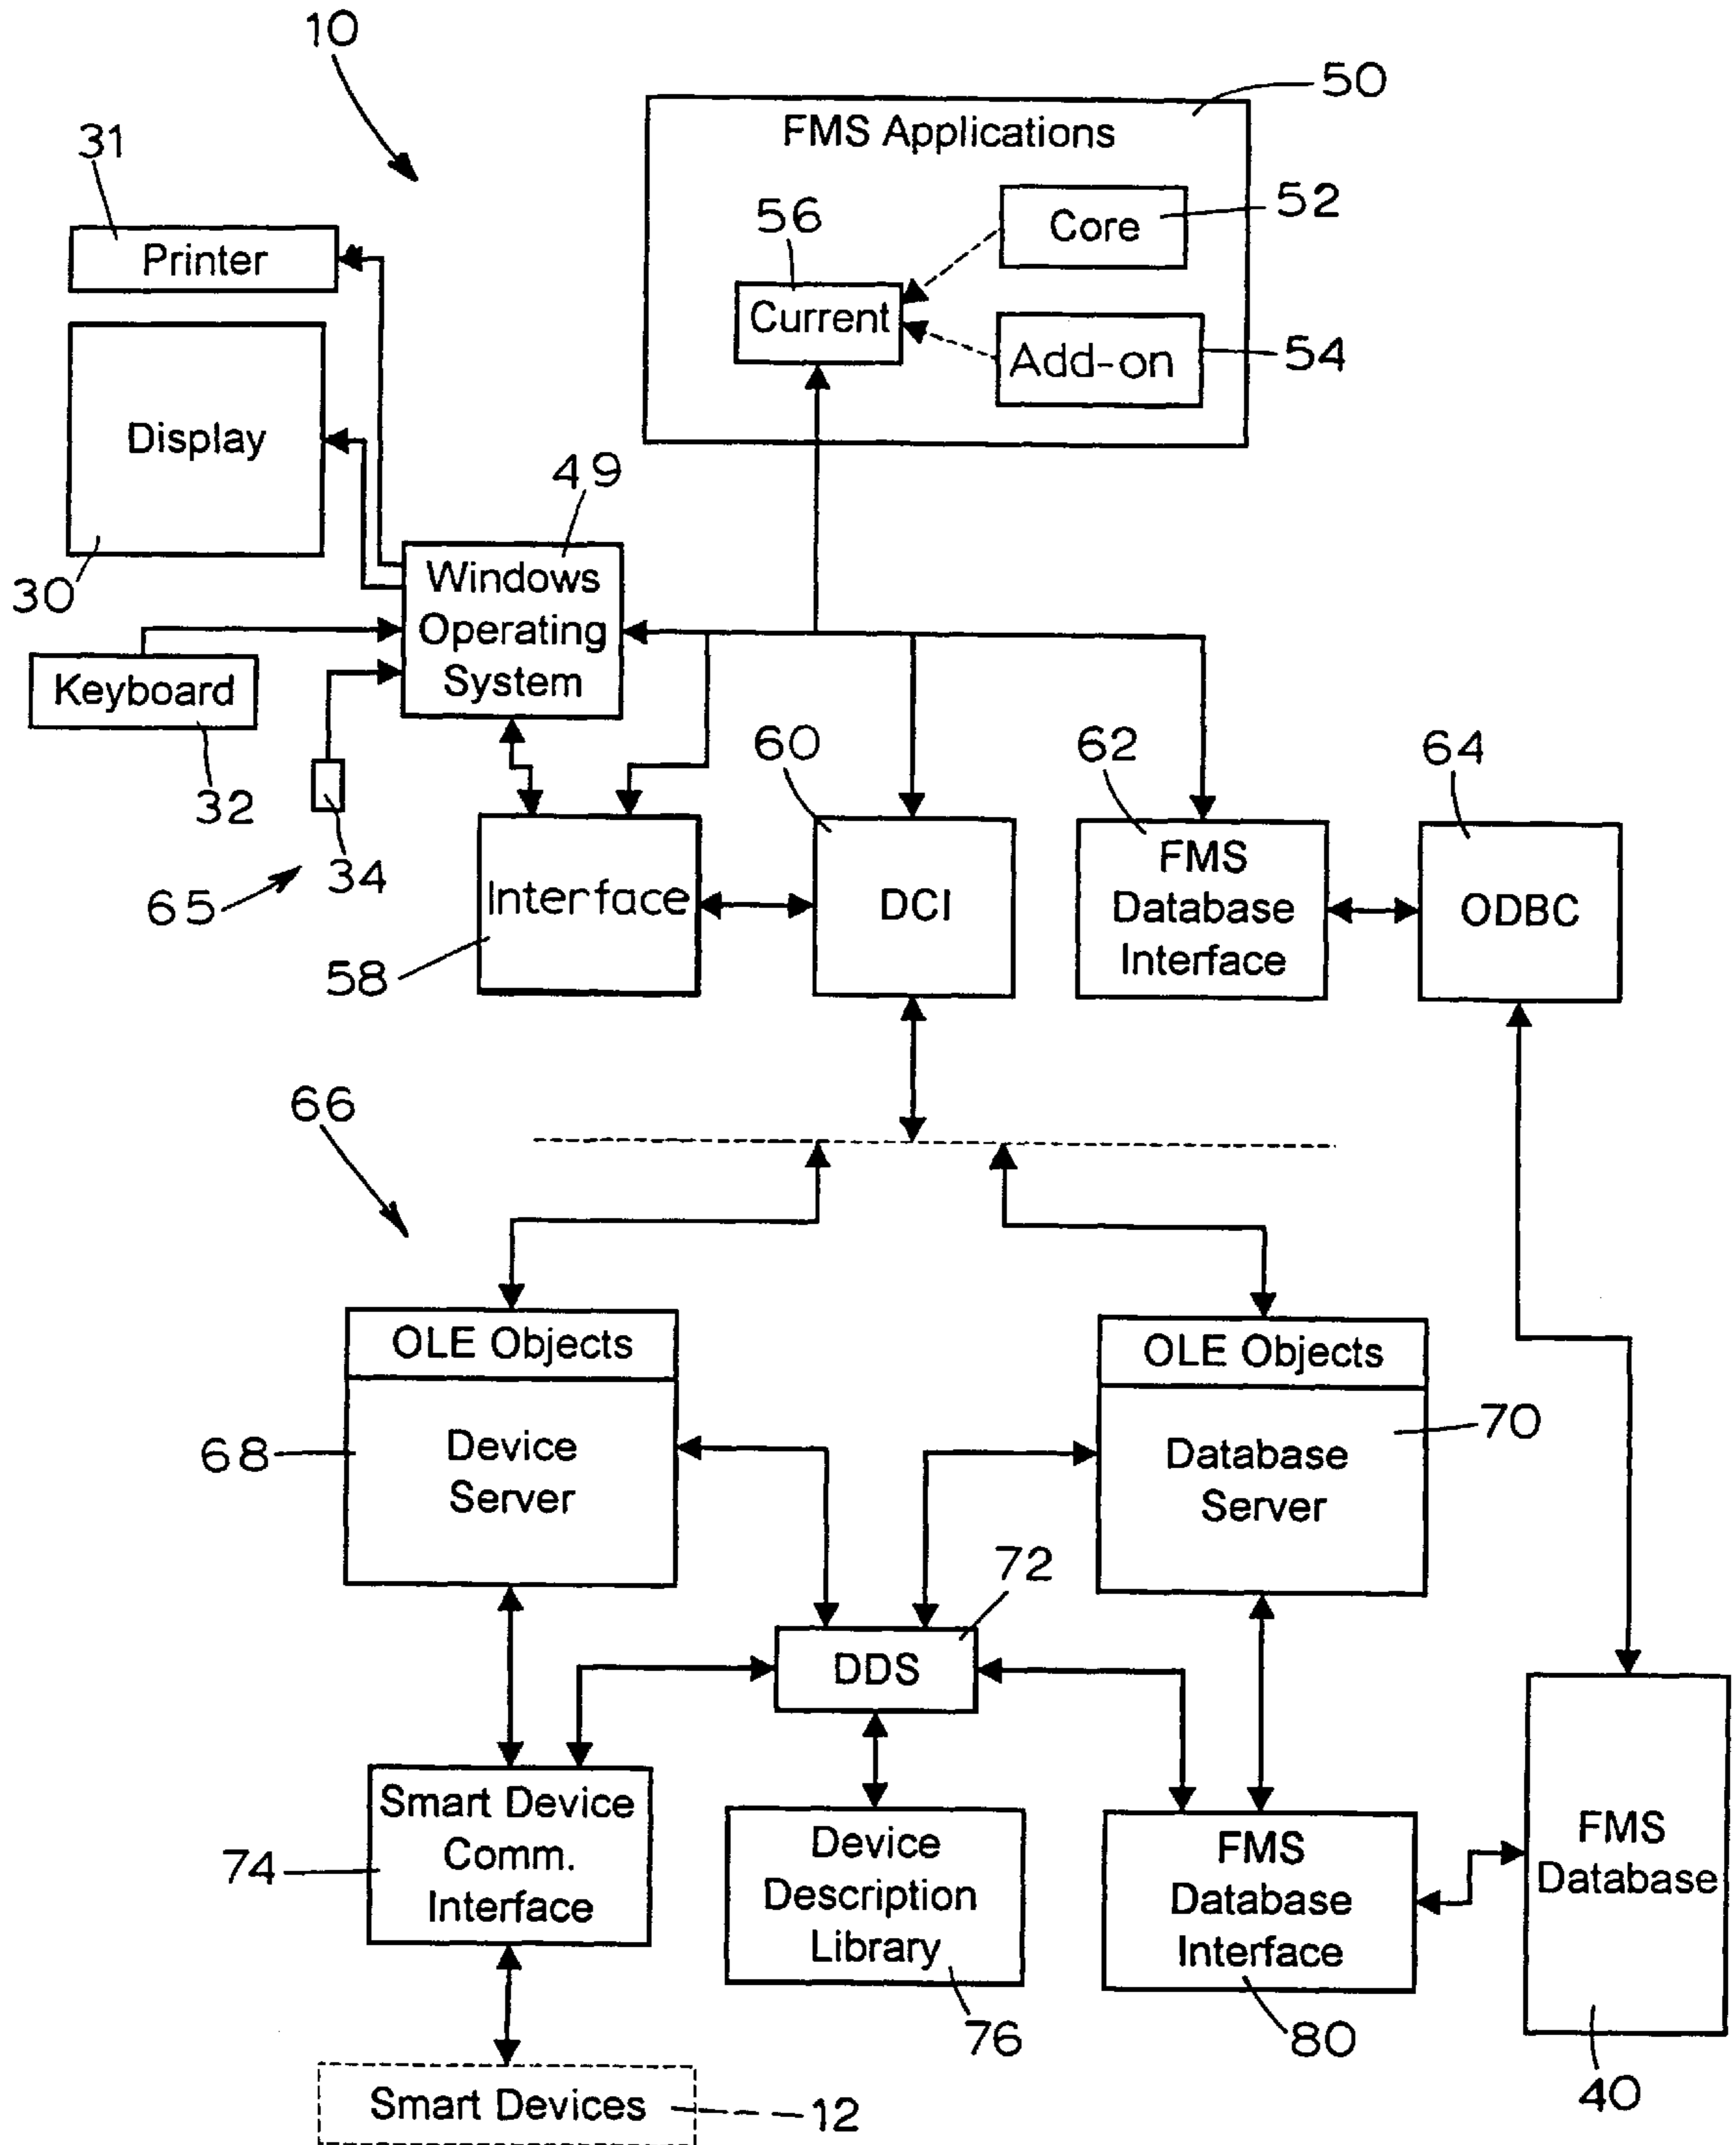 10
50
FMS Applications
31
52
Core
56
Printer
Current
54
Add-on
Display
49
30
Windows
Operating
System
Keyboard
32
34
60
62
64
65
Interface
58
DCI
FMS
Database
Interface
ODBC
66
OLE Objects
OLE Objects
68
Device
Server
70
Database
Server
72
DDS
Smart Device
Comm.
Interface
74
Device
Description
Library
76
FMS
Database
Interface
80
FMS
Database
40
Smart Devices
12